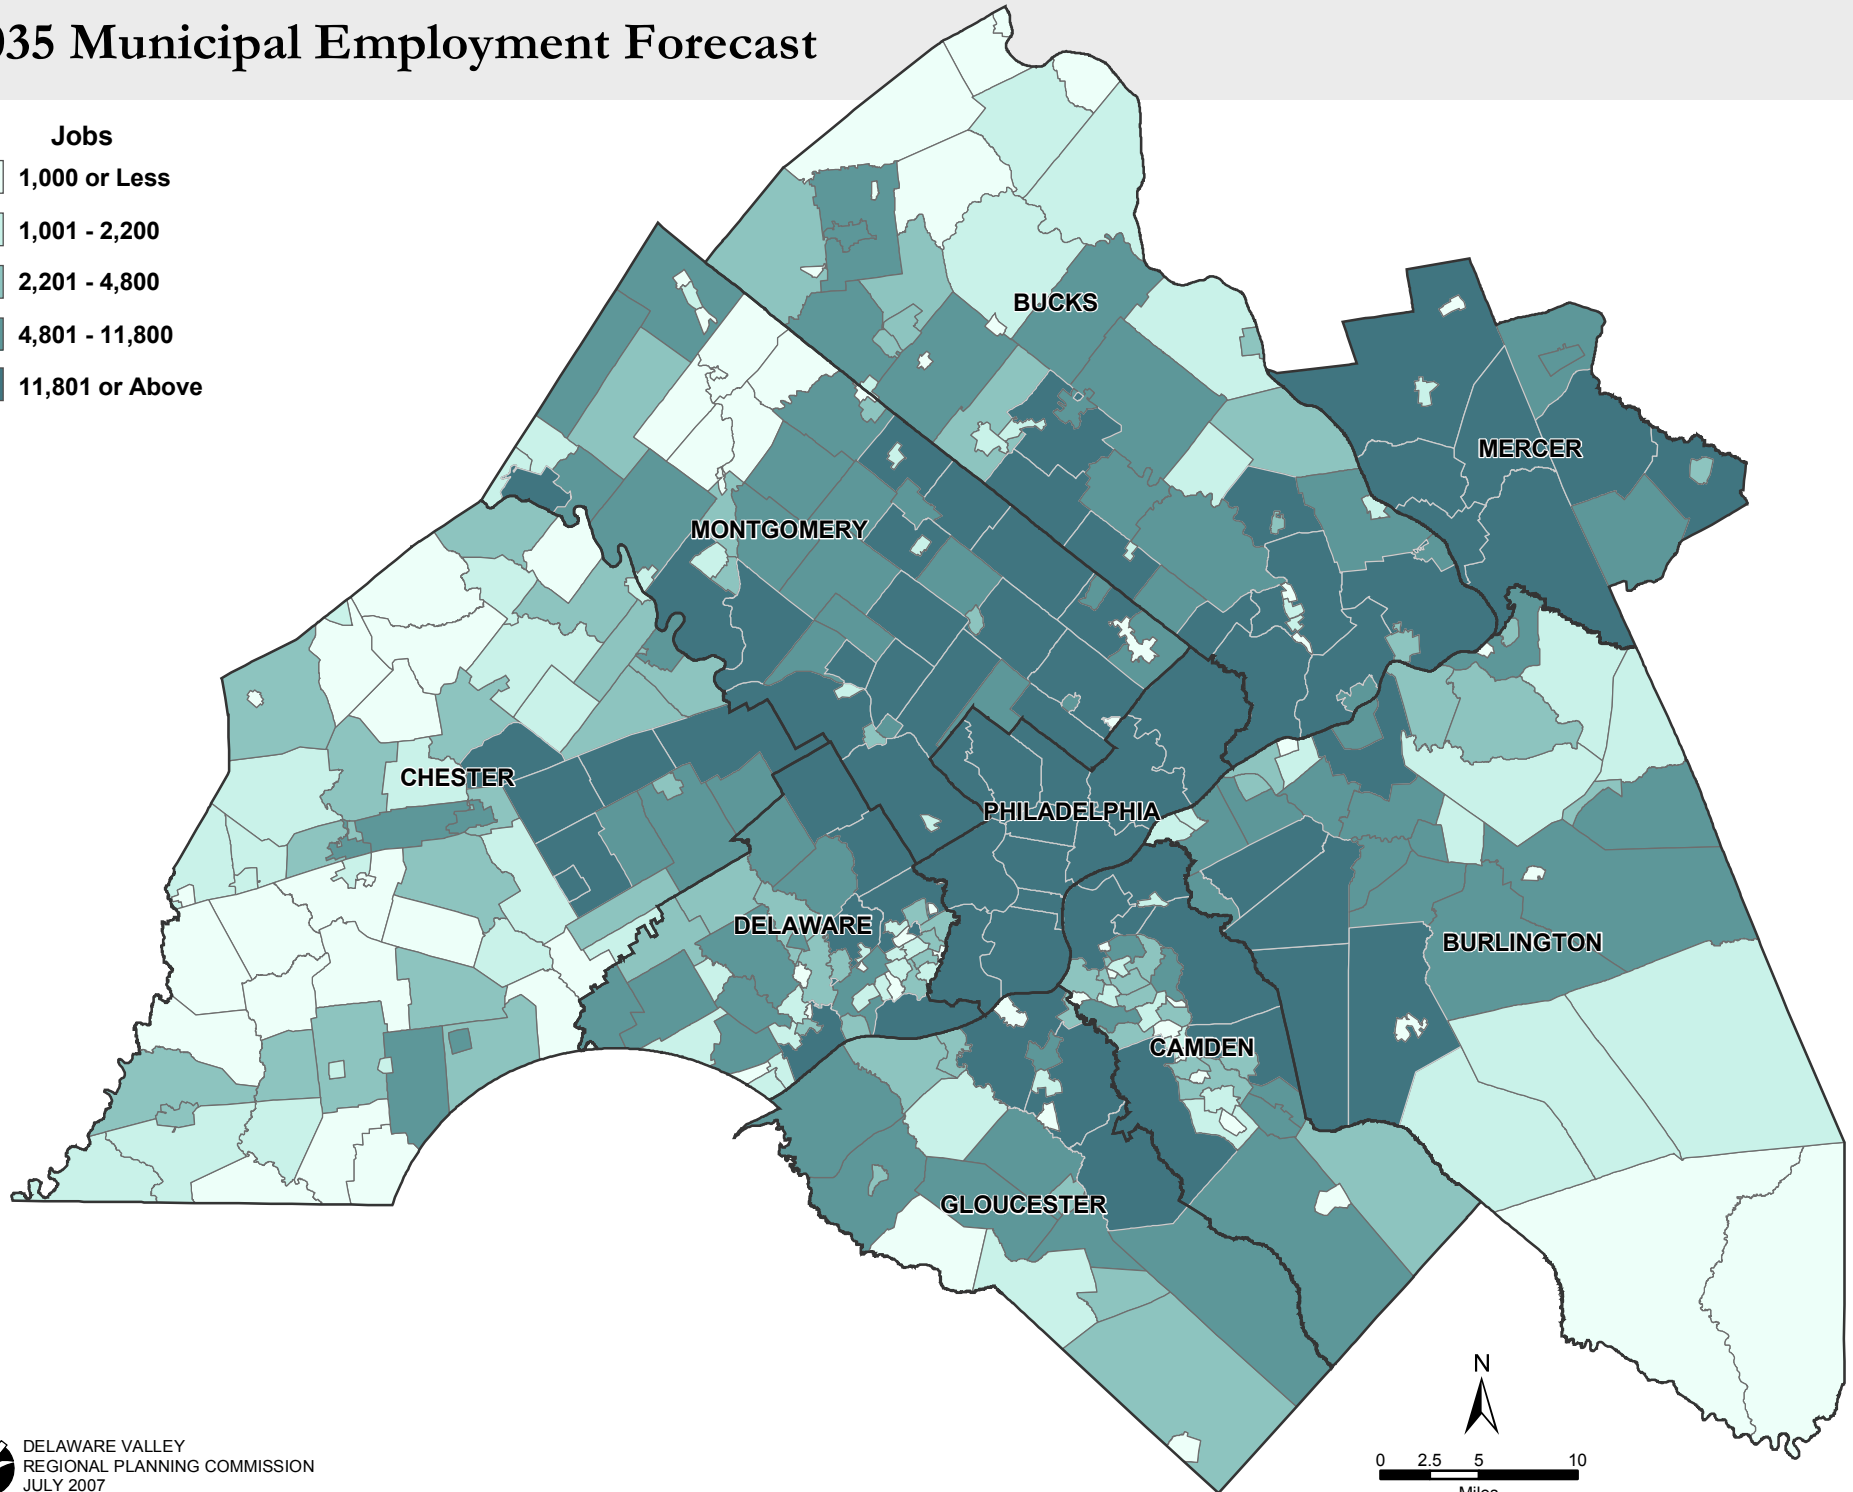 035 Municipal Employment Forecast
Jobs
1,000 or Less
1,001 - 2,200
2,201 - 4,800
4,801 - 11,800
11,801 or Above
BUCKS
MERCER
MONTGOMERY
CHESTER
PHILADELPHIA
DELAWARE
BURLINGTON
CAMDEN
GLOUCESTER
N
0 2.5 5 10
Miles
DELAWARE VALLEY
REGIONAL PLANNING COMMISSION
JULY 2007